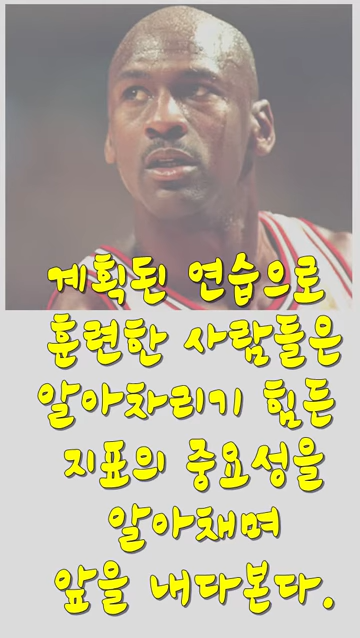 계획된 연습으로
훈련한 사람들은
알아차리기 힘든
지표의 중요성을
알아채며
앞을 내다본다.